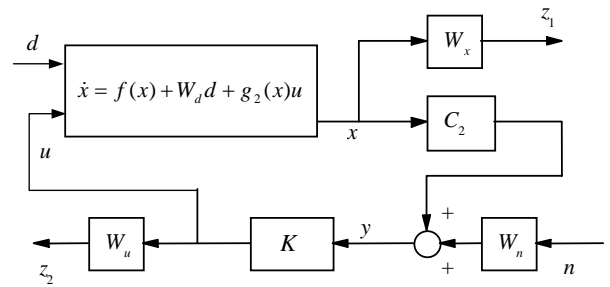 d
z_1
W_x
ẋ = f(x) + W_d d + g_2(x)u
x
C_2
u
+
y
W_u
K
W_n
+
z_2
n